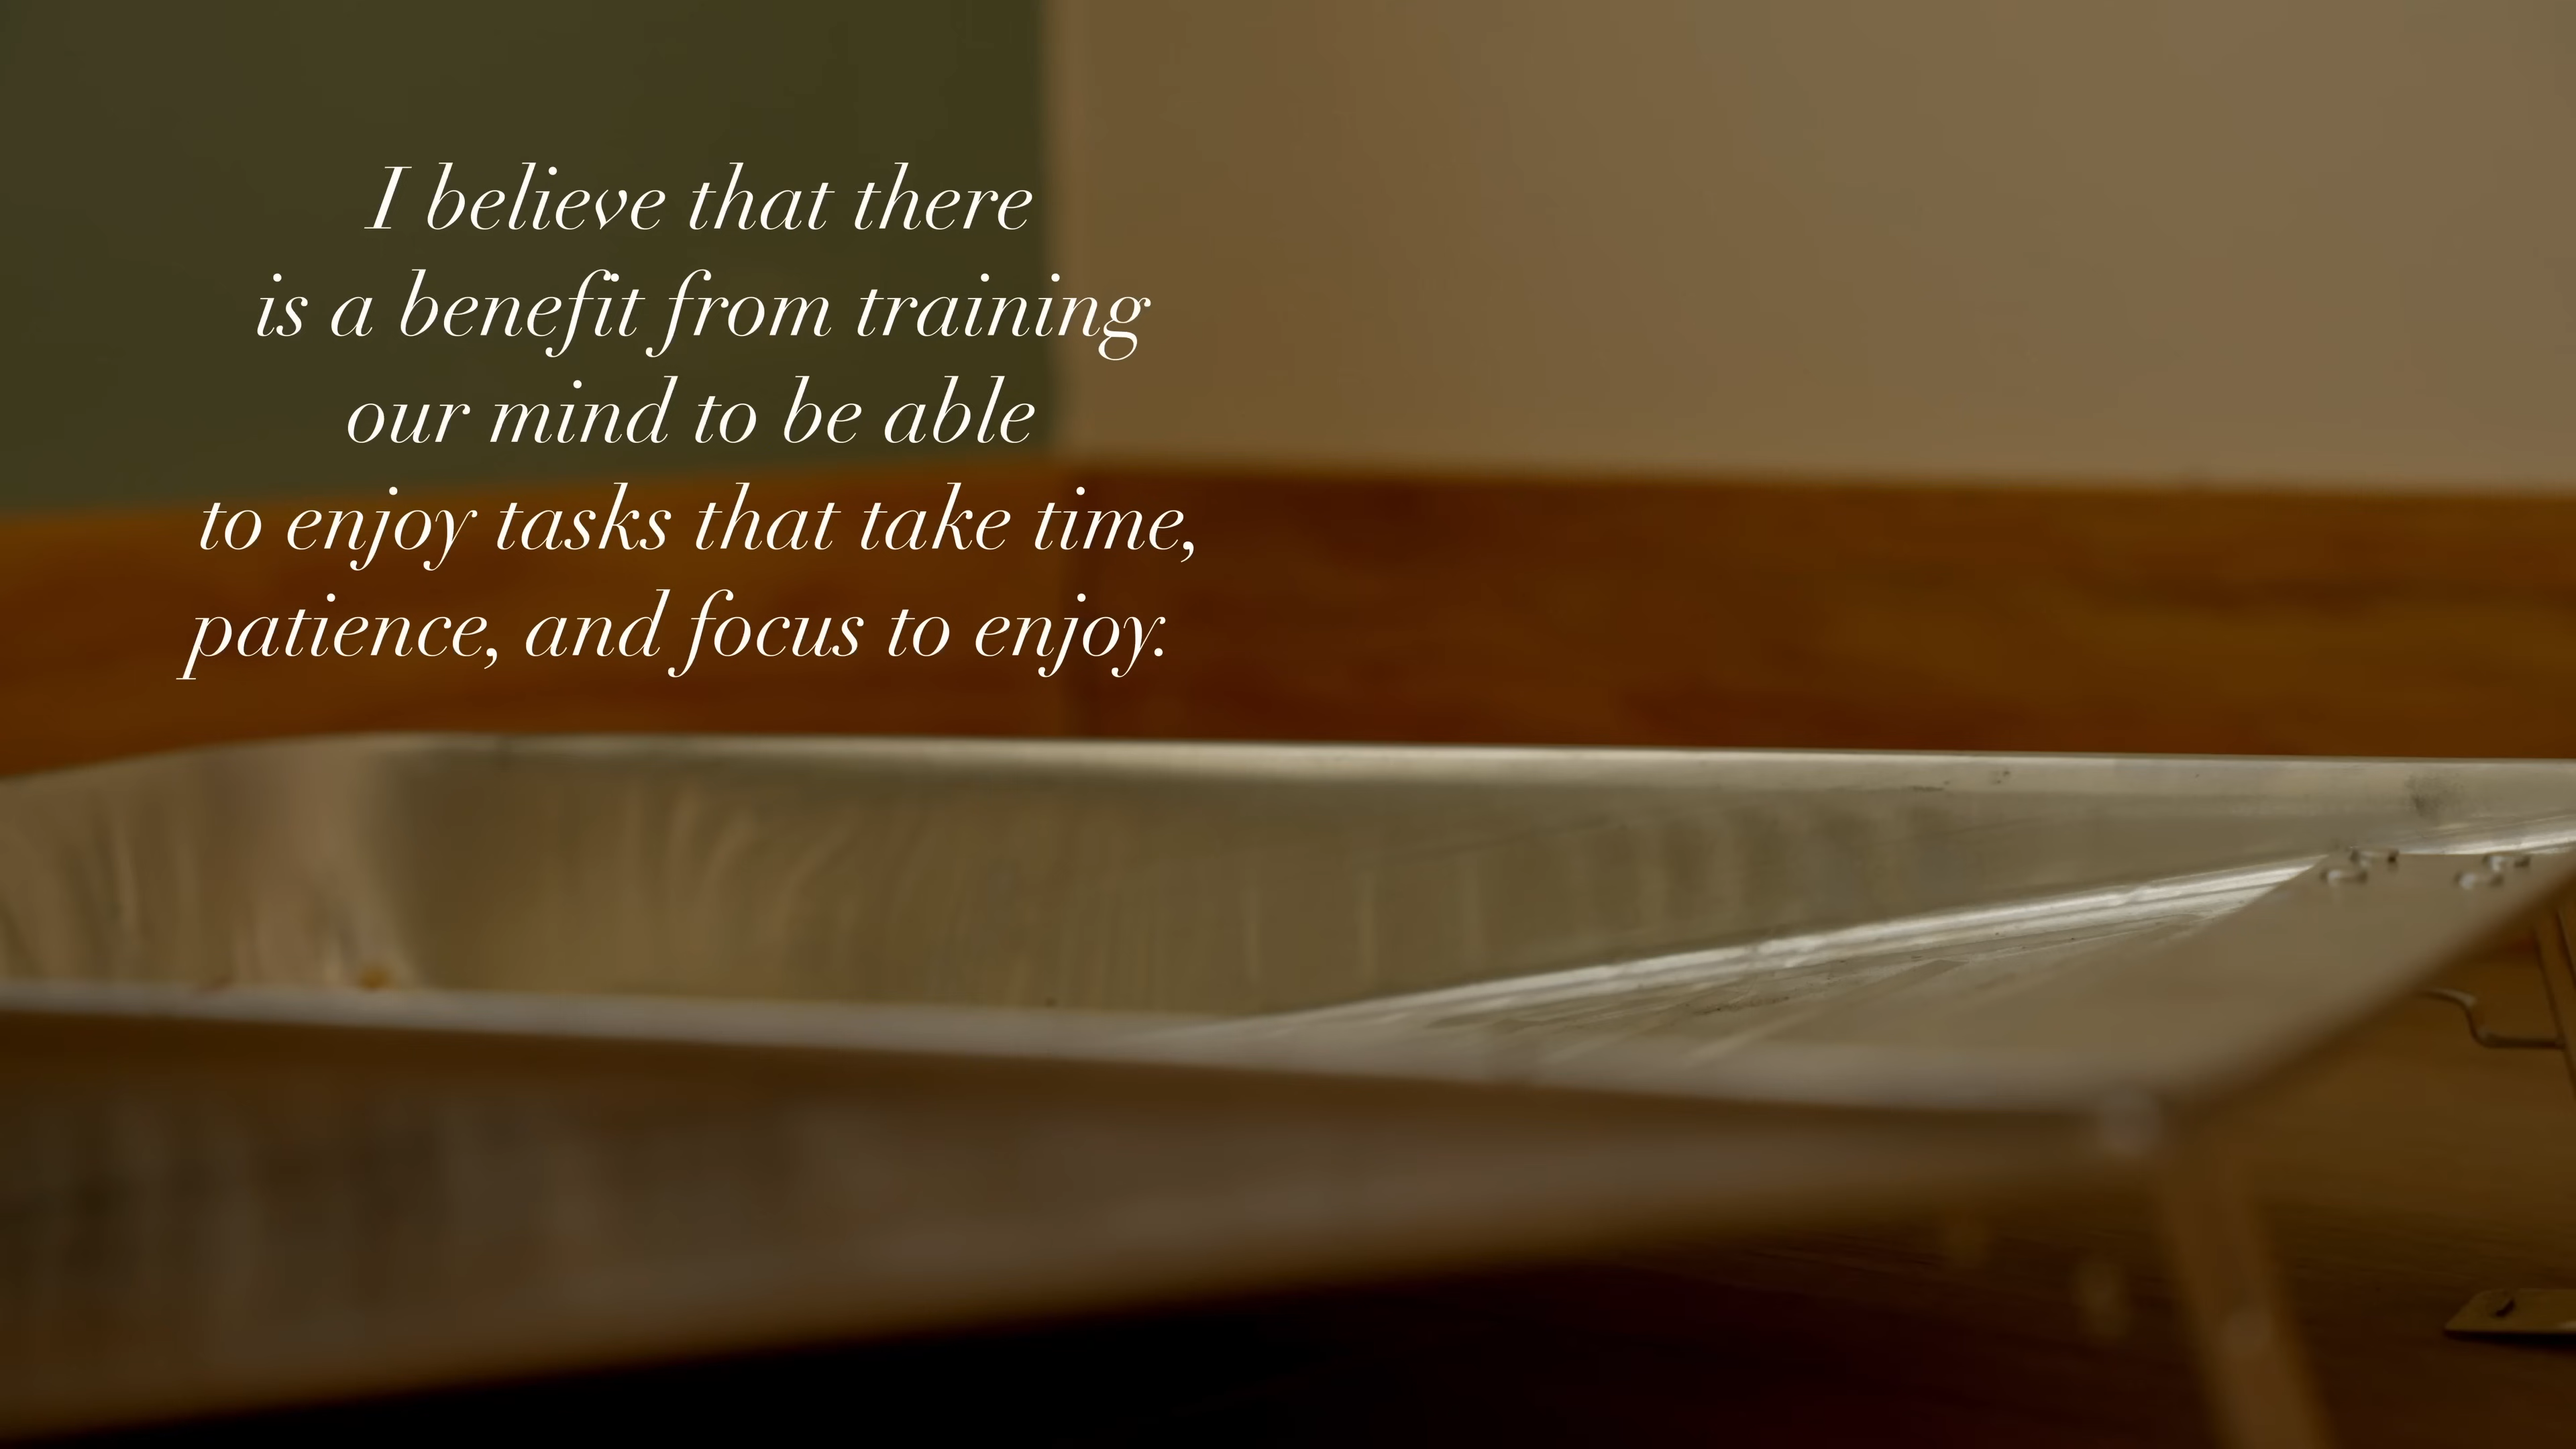 I believe that there
is a benefit from training
our mind to be able
to enjoy tasks that take time,
patience, and focus to enjoy.